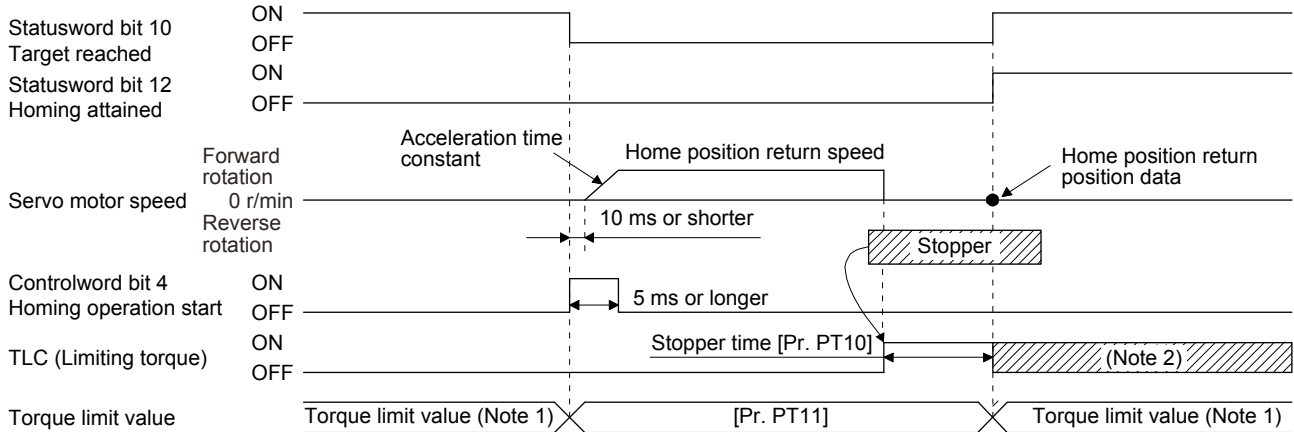 Statusword bit 10
Target reached
ON
OFF
Statusword bit 12
Homing attained
ON
OFF
Servo motor speed
Forward
rotation
0 r/min
Reverse
rotation
Acceleration time
constant
Home position return speed
Home position return
position data
10 ms or shorter
Stopper
Controlword bit 4
Homing operation start
ON
OFF
5 ms or longer
TLC (Limiting torque)
ON
OFF
Stopper time [Pr. PT10]
(Note 2)
Torque limit value
Torque limit value (Note 1)
[Pr. PT11]
Torque limit value (Note 1)